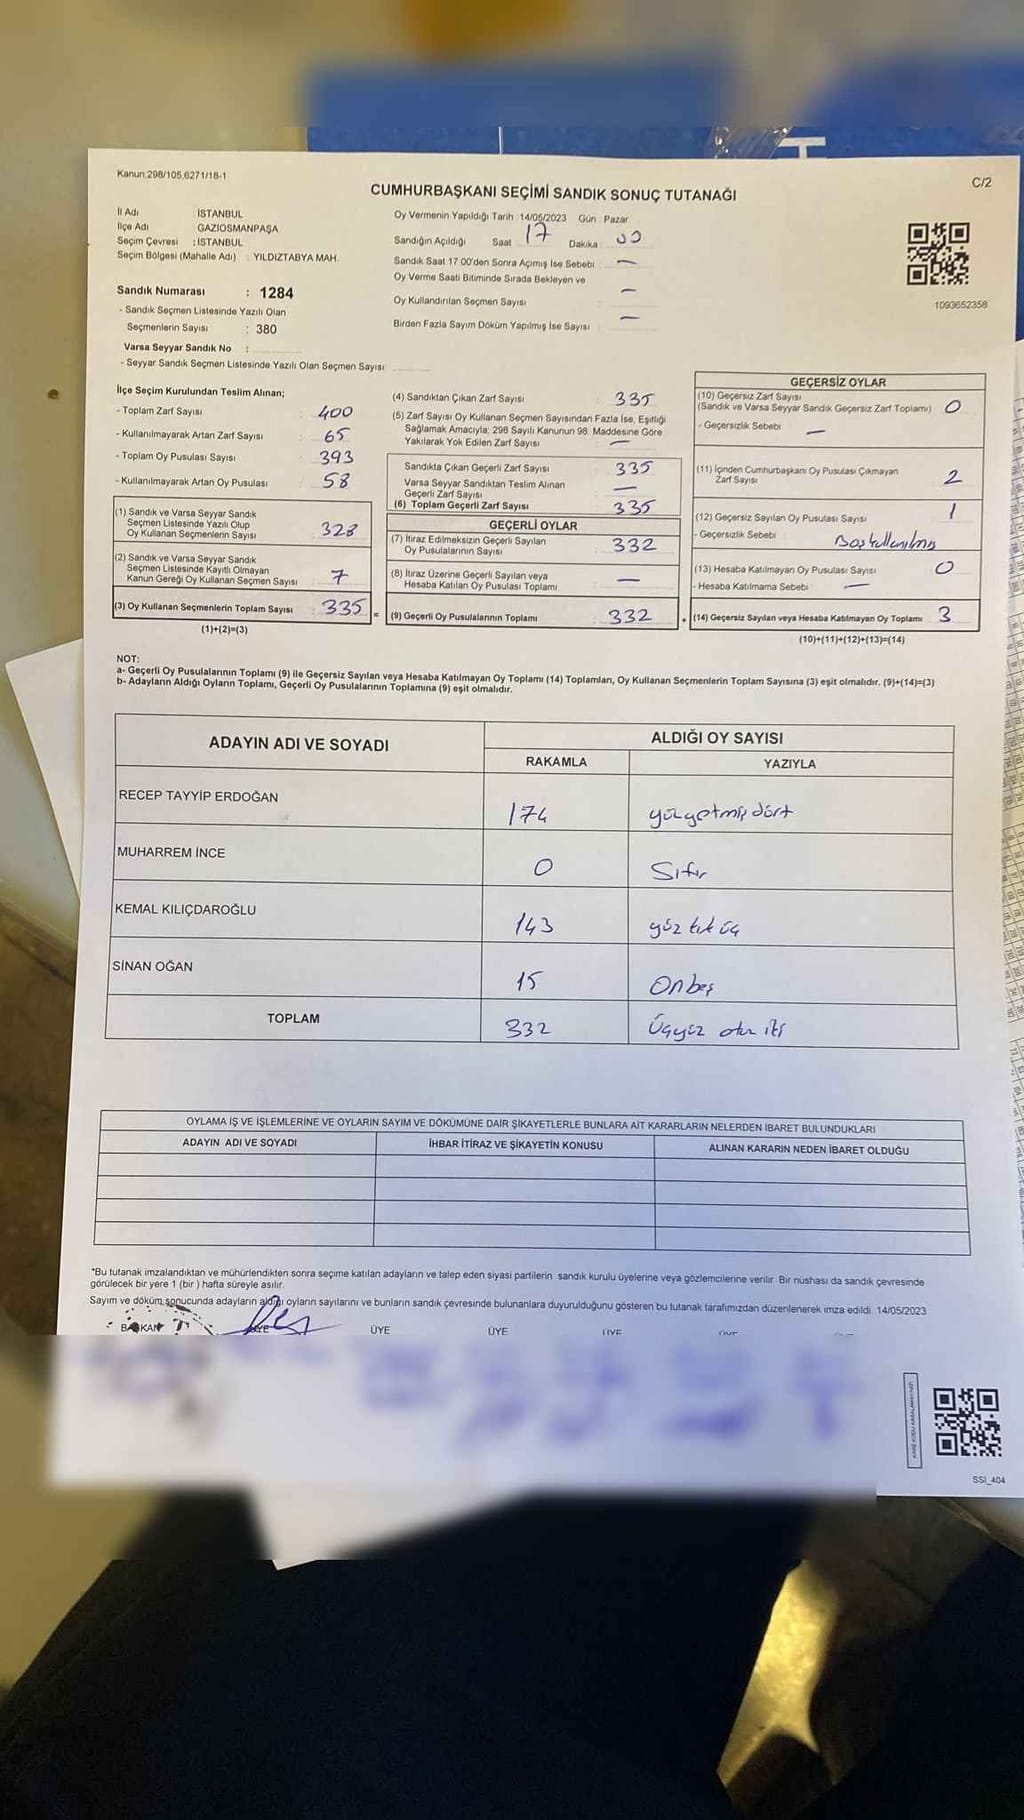 Kanun:298/105,6271/18-1
C/2
CUMHURBAŞKANI SEÇİMİ SANDIK SONUÇ TUTANAĞI
İl Adı : İSTANBUL
İlçe Adı GAZİOSMANPAŞA
Seçim Çevresi : İSTANBUL
Seçim Bölgesi (Mahalle Adı) : YILDIZTABYA MAH.
Sandık Numarası : 1284
- Sandık Seçmen Listesinde Yazılı Olan
Seçmenlerin Sayısı : 380
Varsa Seyyar Sandık No :
- Seyyar Sandık Seçmen Listesinde Yazılı Olan Seçmen Sayısı
Oy Vermenin Yapıldığı Tarih 14/05/2023 Gün Pazar
Sandığın Açıldığı Saat 17 Dakika 00
Sandık Saat 17 00'den Sonra Açımış İse Sebebi —
Oy Verme Saati Bitiminde Sırada Bekleyen ve
Oy Kullandırılan Seçmen Sayısı —
Birden Fazla Sayım Döküm Yapılmış İse Sayısı —
1093652358
İlçe Seçim Kurulundan Teslim Alınan;
- Toplam Zarf Sayısı : 400
- Kullanılmayarak Artan Zarf Sayısı : 65
- Toplam Oy Pusulası Sayısı : 393
- Kullanılmayarak Artan Oy Pusulası : 58
(1) Sandık ve Varsa Seyyar Sandık
Seçmen Listesinde Yazılı Olup
Oy Kullanan Seçmenlerin Sayısı : 328
(2) Sandık ve Varsa Seyyar Sandık
Seçmen Listesinde Kayıtlı Olmayan
Kanun Gereği Oy Kullanan Seçmen Sayısı : 7
(3) Oy Kullanan Seçmenlerin Toplam Sayısı : 335 =
(1)+(2)=(3)
(4) Sandıktan Çıkan Zarf Sayısı : 335
(5) Zarf Sayısı Oy Kullanan Seçmen Sayısından Fazla İse, Eşitliği
Sağlamak Amacıyla; 298 Sayılı Kanunun 98. Maddesine Göre
Yakılarak Yok Edilen Zarf Sayısı : —
Sandıkta Çıkan Geçerli Zarf Sayısı : 335
Varsa Seyyar Sandıktan Teslim Alınan
Geçerli Zarf Sayısı : —
(6) Toplam Geçerli Zarf Sayısı : 335
GEÇERLİ OYLAR
(7) İtiraz Edilmeksizin Geçerli Sayılan
Oy Pusulalarının Sayısı : 332
(8) İtiraz Üzerine Geçerli Sayılan veya
Hesaba Katılan Oy Pusulası Toplamı : —
(9) Geçerli Oy Pusulalarının Toplamı : 332 +
GEÇERSİZ OYLAR
(10) Geçersiz Zarf Sayısı
(Sandık ve Varsa Seyyar Sandık Geçersiz Zarf Toplamı) 0
- Geçersizlik Sebebi —
(11) İçinden Cumhurbaşkanı Oy Pusulası Çıkmayan
Zarf Sayısı 2
(12) Geçersiz Sayılan Oy Pusulası Sayısı 1
- Geçersizlik Sebebi
(13) Hesaba Katılmayan Oy Pusulası Sayısı 0
- Hesaba Katılmama Sebebi —
(14) Geçersiz Sayılan veya Hesaba Katılmayan Oy Toplamı 3
(10)+(11)+(12)+(13)=(14)
NOT:
a- Geçerli Oy Pusulalarının Toplamı (9) ile Geçersiz Sayılan veya Hesaba Katılmayan Oy Toplamı (14) Toplamları, Oy Kullanan Seçmenlerin Toplam Sayısına (3) eşit olmalıdır. (9)+(14)=(3)
b- Adayların Aldığı Oyların Toplamı, Geçerli Oy Pusulalarının Toplamına (9) eşit olmalıdır.
ADAYIN ADI VE SOYADI
ALDIĞI OY SAYISI
RAKAMLA YAZIYLA
RECEP TAYYİP ERDOĞAN 174 yüzyetmiş dört
MUHARREM İNCE 0 Sıfır
KEMAL KILIÇDAROĞLU 143 yüz kırk üç
SİNAN OĞAN 15 Onbeş
TOPLAM 332 Üçyüz otuz iki
OYLAMA İŞ VE İŞLEMLERİNE VE OYLARIN SAYIM VE DÖKÜMÜNE DAİR ŞİKAYETLERLE BUNLARA AİT KARARLARIN NELERDEN İBARET BULUNDUKLARI
ADAYIN ADI VE SOYADI İHBAR İTİRAZ VE ŞİKAYETİN KONUSU ALINAN KARARIN NEDEN İBARET OLDUĞU
*Bu tutanak imzalandıktan ve mühürlendikten sonra seçime katılan adayların ve talep eden siyasi partilerin sandık kurulu üyelerine veya gözlemcilerine verilir. Bir nüshası da sandık çevresinde
görülecek bir yere 1 (bir ) hafta süreyle asılır.
Sayım ve döküm sonucunda adayların aldığı oyların sayılarını ve bunların sandık çevresinde bulunanlara duyurulduğunu gösteren bu tutanak tarafımızdan düzenlenerek imza edildi. 14/05/2023
BAŞKAN ÜYE ÜYE ÜYE ÜYE ÜYE
SSI_404